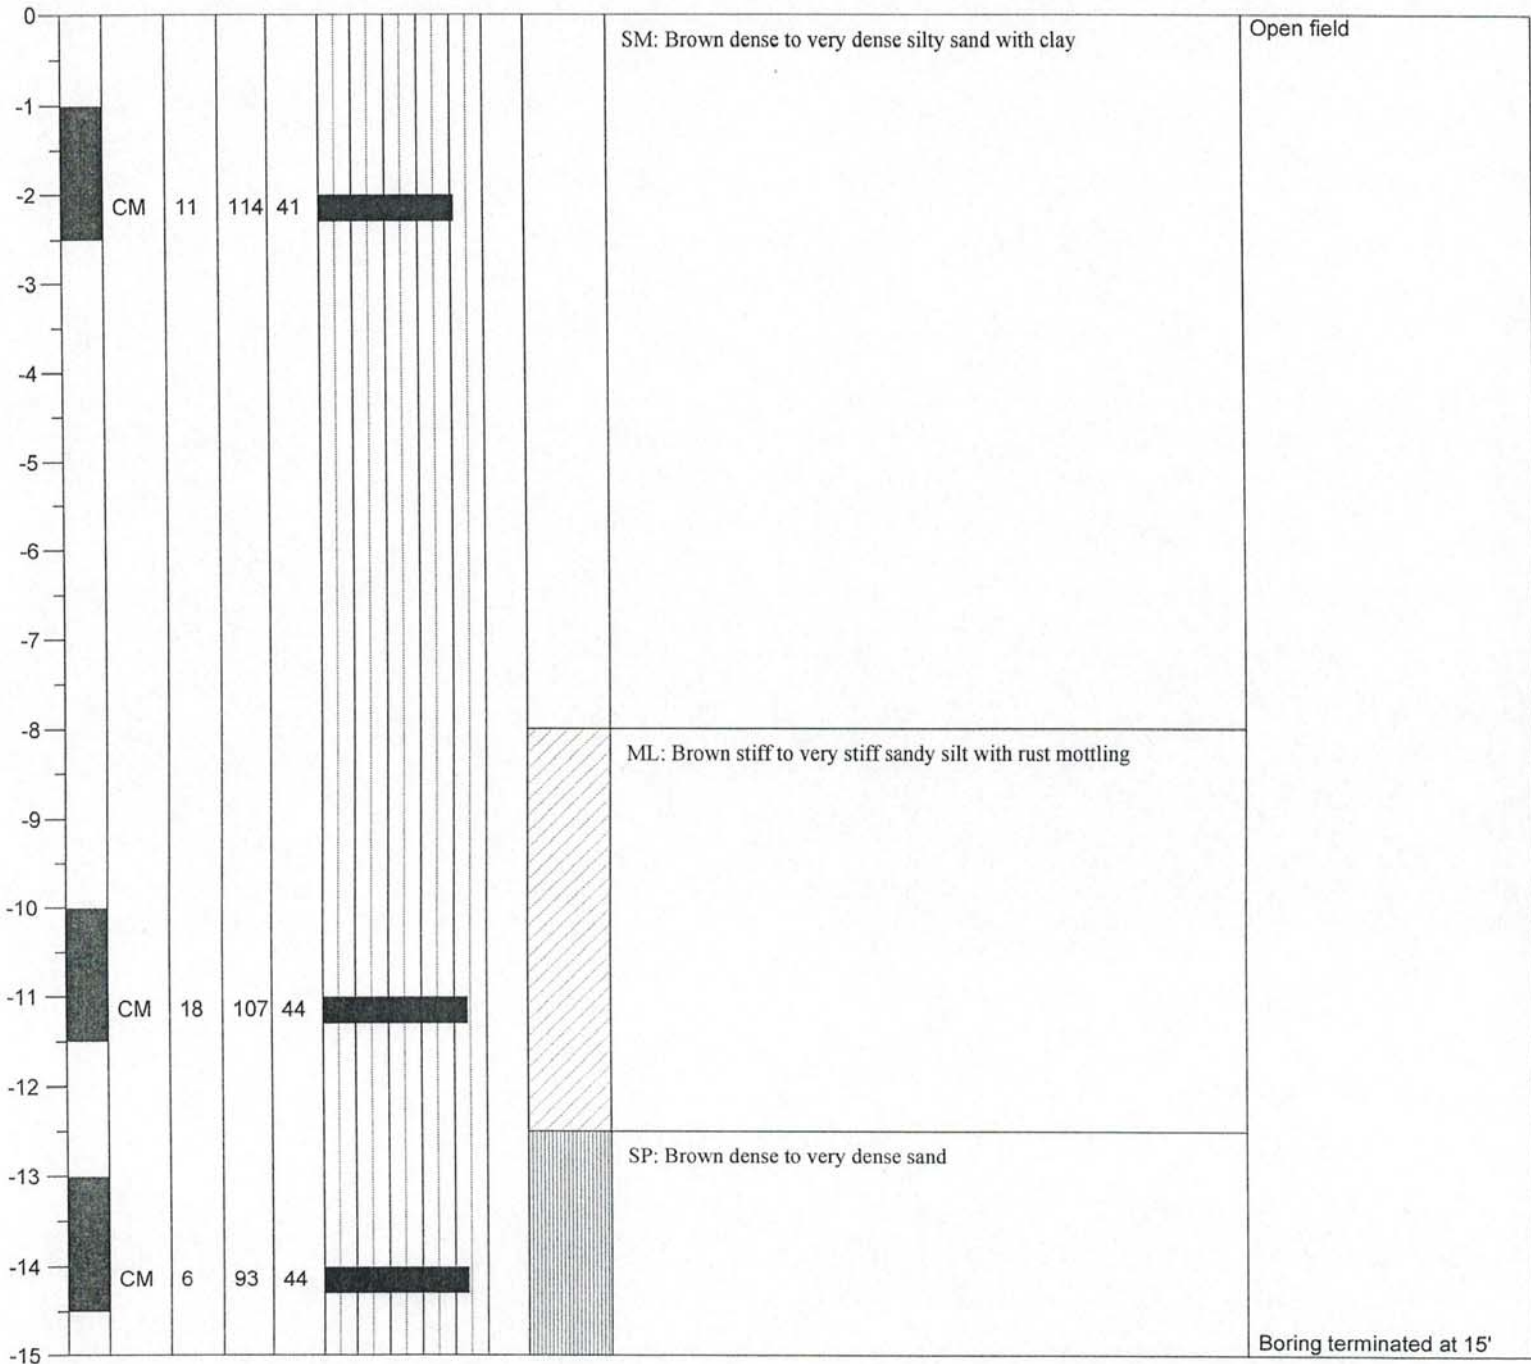 0
SM: Brown dense to very dense silty sand with clay
Open field
-1
-2
CM 11 114 41
-3
-4
-5
-6
-7
-8
ML: Brown stiff to very stiff sandy silt with rust mottling
-9
-10
-11
CM 18 107 44
-12
SP: Brown dense to very dense sand
-13
-14
CM 6 93 44
-15
Boring terminated at 15'